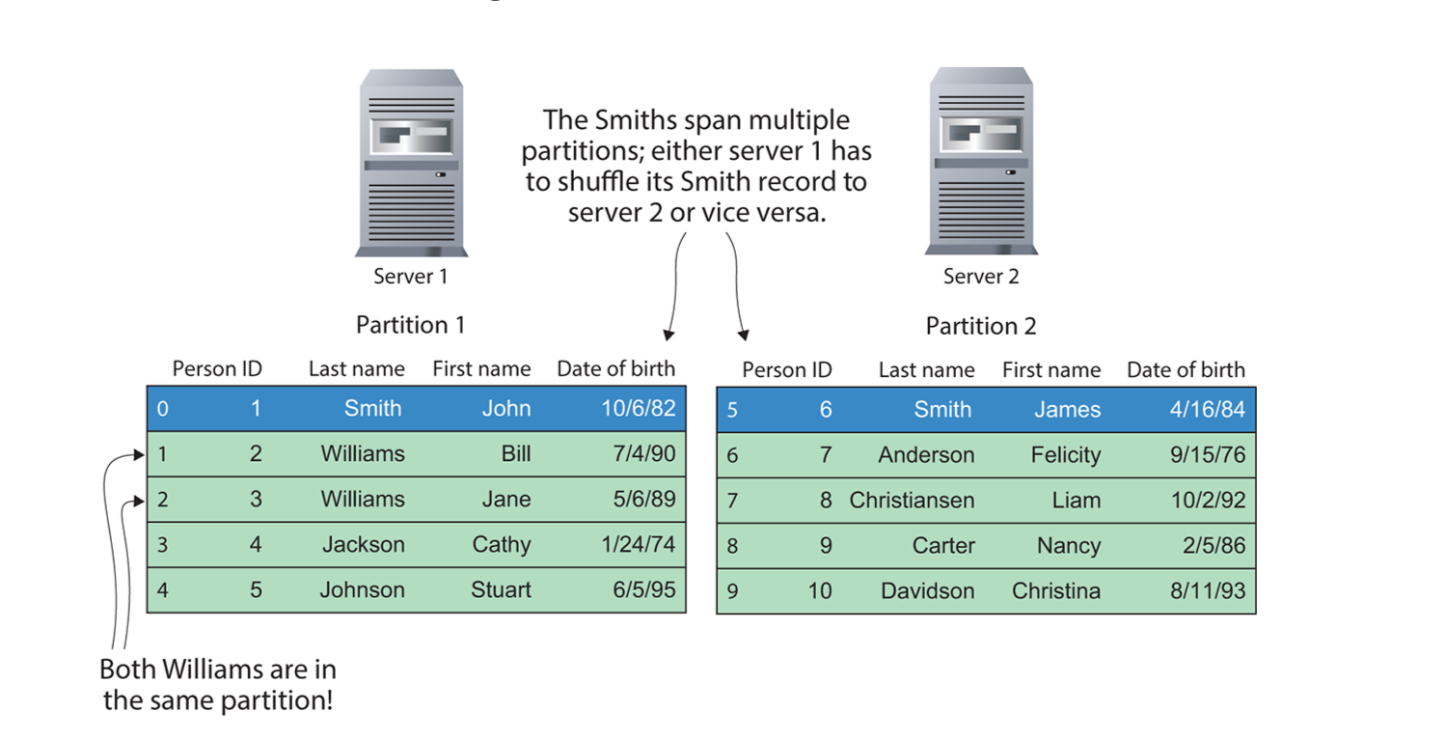 The Smiths span multiple
partitions; either server 1 has
to shuffle its Smith record to
server 2 or vice versa.
Server 1
Server 2
Partition 1
Partition 2
Person ID Last name First name Date of birth
0 1 Smith John 10/6/82
1 2 Williams Bill 7/4/90
2 3 Williams Jane 5/6/89
3 4 Jackson Cathy 1/24/74
4 5 Johnson Stuart 6/5/95
Person ID Last name First name Date of birth
5 6 Smith James 4/16/84
6 7 Anderson Felicity 9/15/76
7 8 Christiansen Liam 10/2/92
8 9 Carter Nancy 2/5/86
9 10 Davidson Christina 8/11/93
Both Williams are in
the same partition!